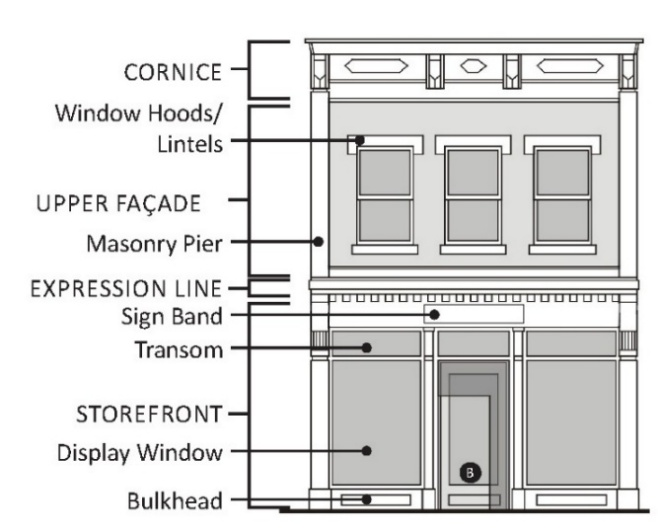 CORNICE
Window Hoods/
Lintels
UPPER FAÇADE
Masonry Pier
EXPRESSION LINE
Sign Band
Transom
STOREFRONT
Display Window
B
Bulkhead